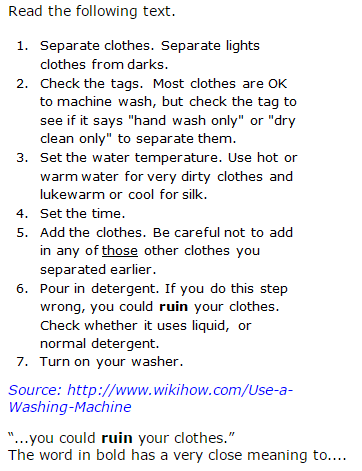 Read the following text.
1. Separate clothes. Separate lights
clothes from darks.
2. Check the tags. Most clothes are OK
to machine wash, but check the tag to
see if it says "hand wash only" or "dry
clean only" to separate them.
3. Set the water temperature. Use hot or
warm water for very dirty clothes and
lukewarm or cool for silk.
4. Set the time.
5. Add the clothes. Be careful not to add
in any of those other clothes you
separated earlier.
6. Pour in detergent. If you do this step
wrong, you could ruin your clothes.
Check whether it uses liquid, or
normal detergent.
7. Turn on your washer.
Source: http://www.wikihow.com/Use-a-
Washing-Machine
“...you could ruin your clothes.”
The word in bold has a very close meaning to....